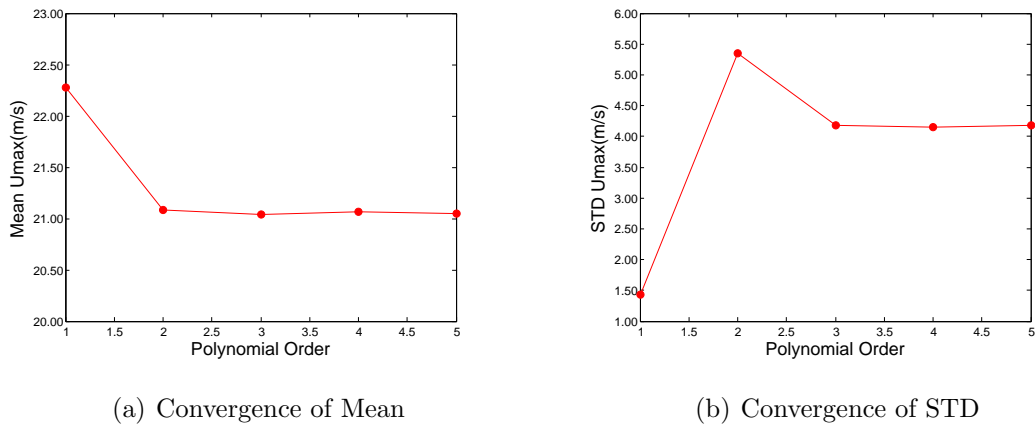 23.00
22.50
22.00
21.50
21.00
20.50
20.00
Mean Umax(m/s)
1 1.5 2 2.5 3 3.5 4 4.5 5
Polynomial Order
(a) Convergence of Mean
6.00
5.50
5.00
4.50
4.00
3.50
3.00
2.50
2.00
1.50
1.00
STD Umax(m/s)
1 1.5 2 2.5 3 3.5 4 4.5 5
Polynomial Order
(b) Convergence of STD